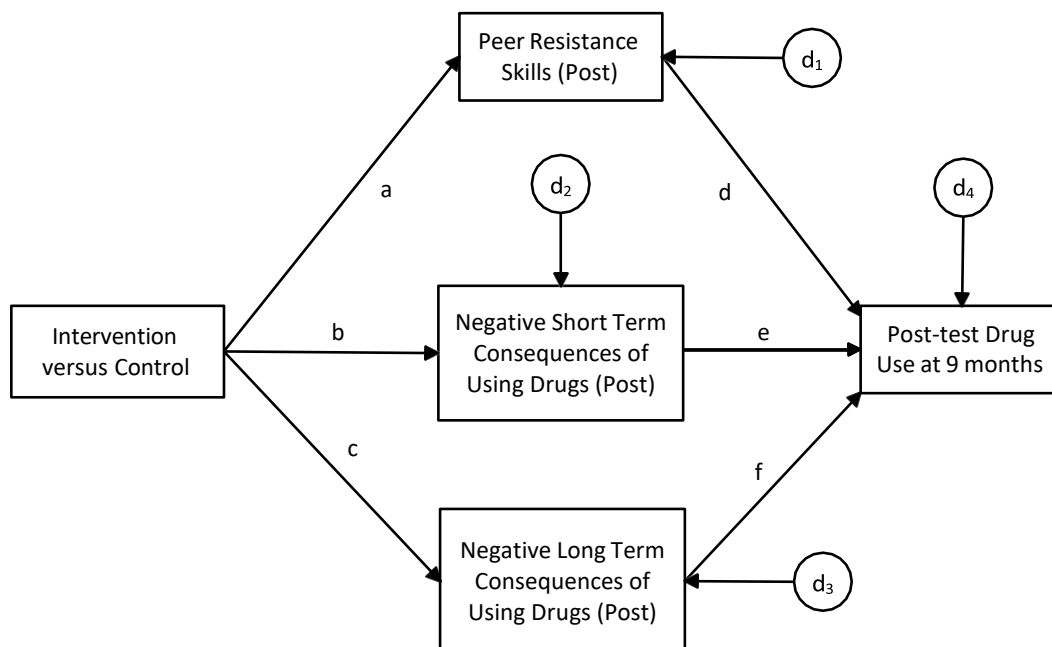 Peer Resistance
Skills (Post)
d₁
a
d₂
d
d₄
Intervention
versus Control
b
Negative Short Term
Consequences of
Using Drugs (Post)
e
Post-test Drug
Use at 9 months
c
f
Negative Long Term
Consequences of
Using Drugs (Post)
d₃